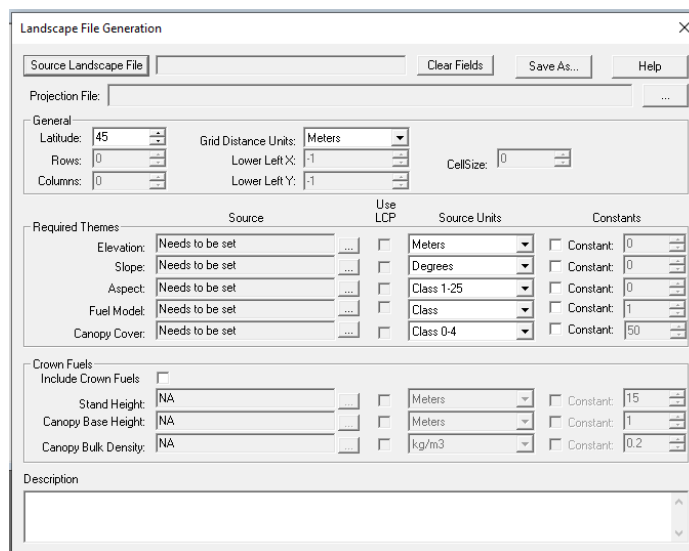 Landscape File Generation
Source Landscape File Clear Fields Save As... Help
Projection File: ...
General
Latitude: 45 Grid Distance Units: Meters
Rows: 0 Lower Left X: -1 CellSize: 0
Columns: 0 Lower Left Y: -1
Required Themes Source Use LCP Source Units Constants
Elevation: Needs to be set ... Meters Constant: 0
Slope: Needs to be set ... Degrees Constant: 0
Aspect: Needs to be set ... Class 1-25 Constant: 0
Fuel Model: Needs to be set ... Class Constant: 1
Canopy Cover: Needs to be set ... Class 0-4 Constant: 50
Crown Fuels
Include Crown Fuels
Stand Height: NA ... Meters Constant: 15
Canopy Base Height: NA ... Meters Constant: 1
Canopy Bulk Density: NA ... kg/m3 Constant: 0.2
Description